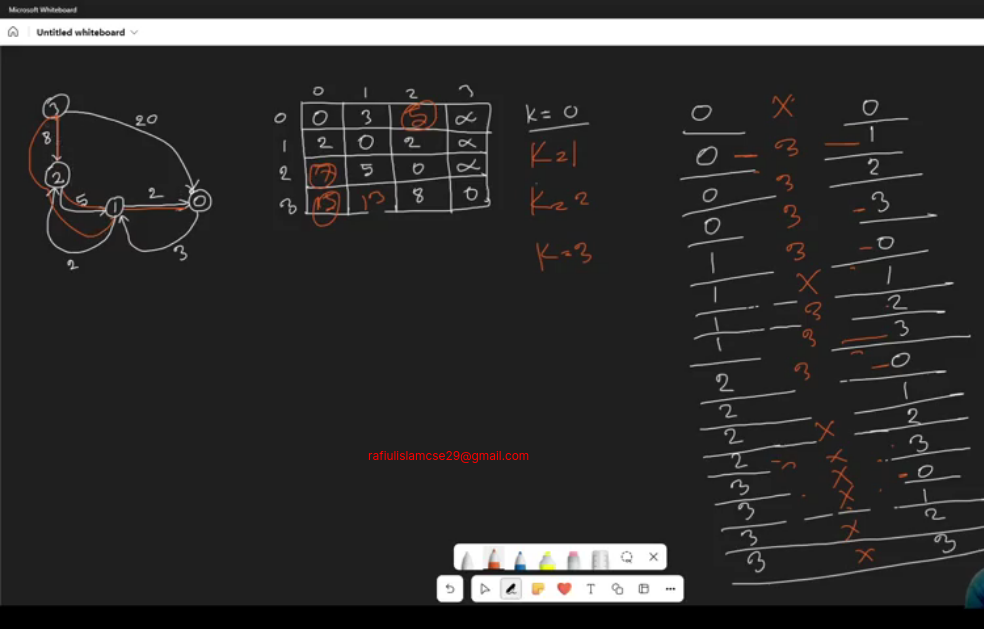 Microsoft Whiteboard
Untitled whiteboard
3
20
8
2
5
1
2
0
2
3
0 1 2 3
0 0 3 5 ∝
1 2 0 2 ∝
2 7 5 0 ∝
3 15 13 8 0
k = 0
K=1
K=2
K=3
0 X 0
0 3 1
0 3 2
0 3 3
1 3 0
1 X 1
1 3 2
1 3 3
2 3 0
2 1
2 X 2
2 X 3
3 X 0
3 X 1
3 X 2
3 X 3
rafiulislamcse29@gmail.com
T